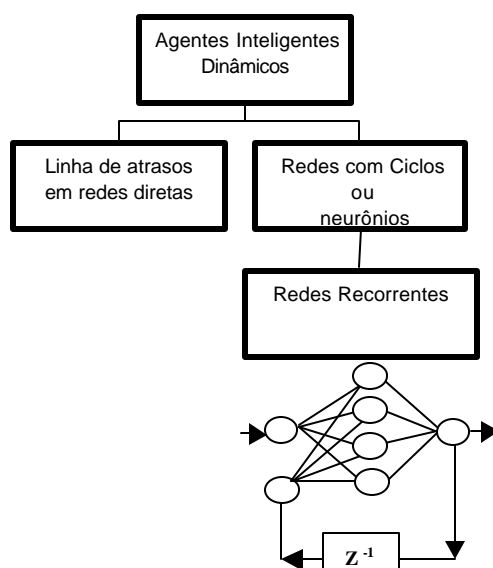 Agentes Inteligentes
Dinâmicos
Linha de atrasos
em redes diretas
Redes com Ciclos
ou
neurônios
Redes Recorrentes
Z⁻¹